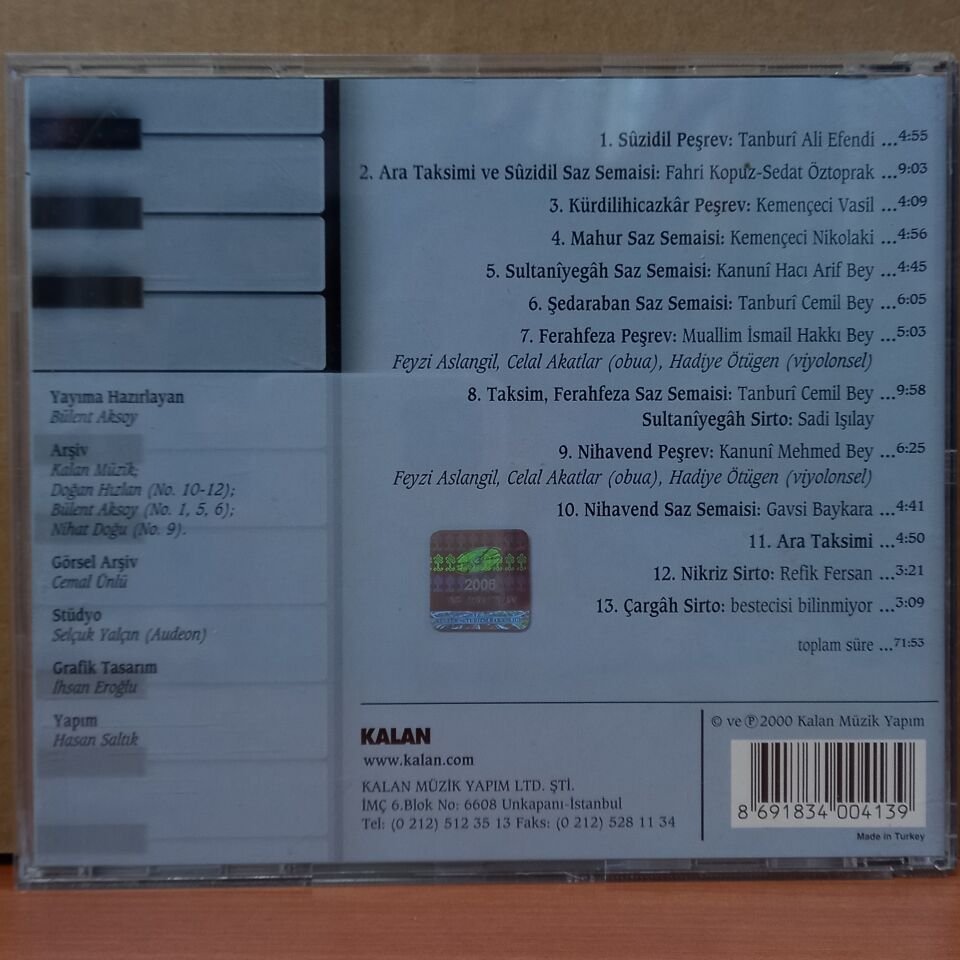 1. Sûzidil Peşrev: Tanburî Ali Efendi ...4:55
2. Ara Taksimi ve Sûzidil Saz Semaisi: Fahri Kopuz-Sedat Öztoprak ...9:03
3. Kürdilihicazkâr Peşrev: Kemençeci Vasil ...4:09
4. Mahur Saz Semaisi: Kemençeci Nikolaki ...4:56
5. Sultanîyegâh Saz Semaisi: Kanunî Hacı Arif Bey ...4:45
6. Şedaraban Saz Semaisi: Tanburî Cemil Bey ...6:05
7. Ferahfeza Peşrev: Muallim İsmail Hakkı Bey ...5:03
Feyzi Aslangil, Celal Akatlar (obua), Hadiye Ötügen (viyolonsel)
8. Taksim, Ferahfeza Saz Semaisi: Tanburî Cemil Bey ...9:58
Sultanîyegâh Sirto: Sadi Işılay
9. Nihavend Peşrev: Kanunî Mehmed Bey ...6:25
Feyzi Aslangil, Celal Akatlar (obua), Hadiye Ötügen (viyolonsel)
10. Nihavend Saz Semaisi: Gavsi Baykara ...4:41
11. Ara Taksimi ...4:50
12. Nikriz Sirto: Refik Fersan ...3:21
13. Çargâh Sirto: bestecisi bilinmiyor ...3:09
toplam süre ...71:53
Yayıma Hazırlayan
Bülent Aksoy
Arşiv
Kalan Müzik;
Doğan Hızlan (No. 10-12);
Bülent Aksoy (No. 1, 5, 6);
Nihat Doğu (No. 9).
Görsel Arşiv
Cemal Ünlü
Stüdyo
Selçuk Yalçın (Audeon)
Grafik Tasarım
İhsan Eroğlu
Yapım
Hasan Saltık
2006
KALAN
www.kalan.com
KALAN MÜZİK YAPIM LTD. ŞTİ.
İMÇ 6.Blok No: 6608 Unkapanı-İstanbul
Tel: (0 212) 512 35 13 Faks: (0 212) 528 11 34
© ve ℗ 2000 Kalan Müzik Yapım
8 691834 004139
Made in Turkey